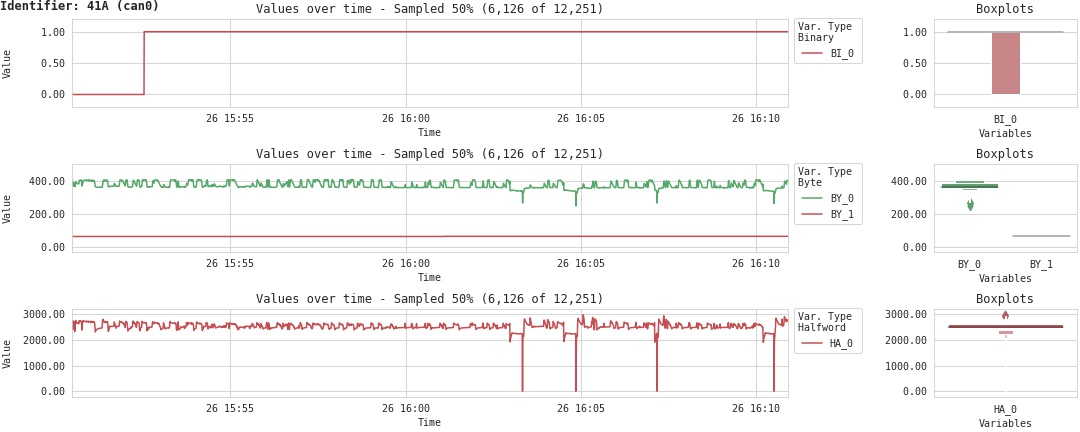 Identifier: 41A (can0)
Values over time - Sampled 50% (6,126 of 12,251)
Boxplots
Value
1.00
0.50
0.00
26 15:55
26 16:00
26 16:05
26 16:10
Time
Var. Type
Binary
BI_0
1.00
0.50
0.00
BI_0
Variables
Values over time - Sampled 50% (6,126 of 12,251)
Boxplots
Value
400.00
200.00
0.00
26 15:55
26 16:00
26 16:05
26 16:10
Time
Var. Type
Byte
BY_0
BY_1
400.00
200.00
0.00
BY_0
BY_1
Variables
Values over time - Sampled 50% (6,126 of 12,251)
Boxplots
Value
3000.00
2000.00
1000.00
0.00
26 15:55
26 16:00
26 16:05
26 16:10
Time
Var. Type
Halfword
HA_0
3000.00
2000.00
1000.00
0.00
HA_0
Variables